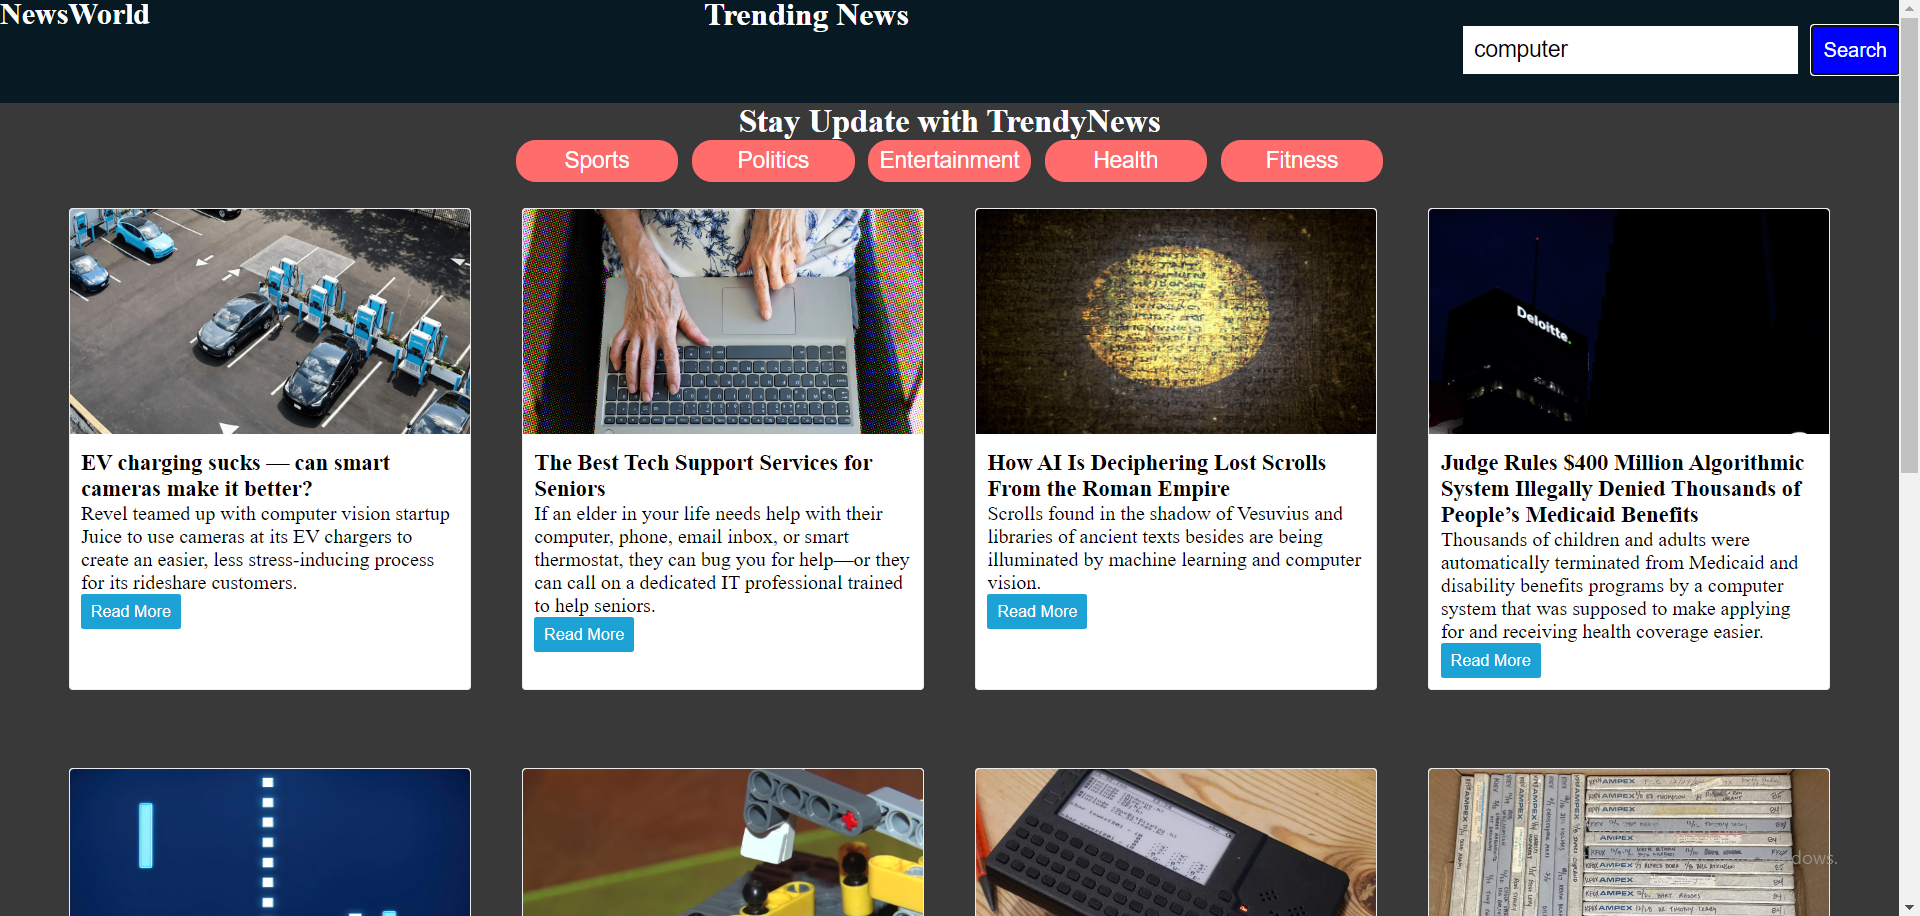 NewsWorld
Trending News
computer
Search
Stay Update with TrendyNews
Sports
Politics
Entertainment
Health
Fitness
Deloitte.
EV charging sucks — can smart
cameras make it better?
Revel teamed up with computer vision startup
Juice to use cameras at its EV chargers to
create an easier, less stress-inducing process
for its rideshare customers.
Read More
The Best Tech Support Services for
Seniors
If an elder in your life needs help with their
computer, phone, email inbox, or smart
thermostat, they can bug you for help—or they
can call on a dedicated IT professional trained
to help seniors.
Read More
How AI Is Deciphering Lost Scrolls
From the Roman Empire
Scrolls found in the shadow of Vesuvius and
libraries of ancient texts besides are being
illuminated by machine learning and computer
vision.
Read More
Judge Rules $400 Million Algorithmic
System Illegally Denied Thousands of
People’s Medicaid Benefits
Thousands of children and adults were
automatically terminated from Medicaid and
disability benefits programs by a computer
system that was supposed to make applying
for and receiving health coverage easier.
Read More
AMPEX
AMPEX
AMPEX
AMPEX
AMPEX
AMPEX